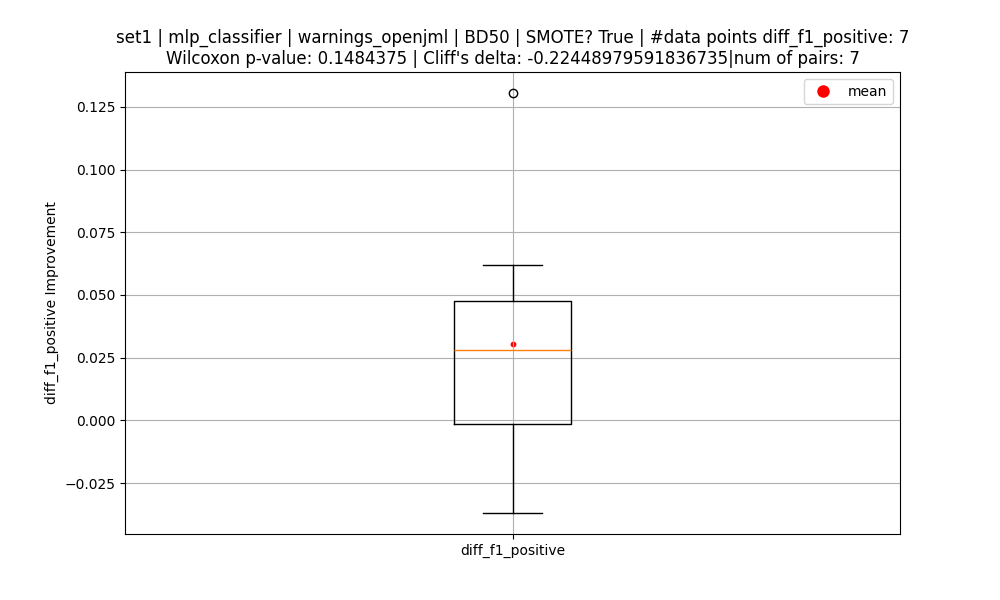 set1 | mlp_classifier | warnings_openjml | BD50 | SMOTE? True | #data points diff_f1_positive: 7
Wilcoxon p-value: 0.1484375 | Cliff's delta: -0.22448979591836735|num of pairs: 7
mean
0.125
0.100
0.075
0.050
0.025
0.000
−0.025
diff_f1_positive Improvement
diff_f1_positive